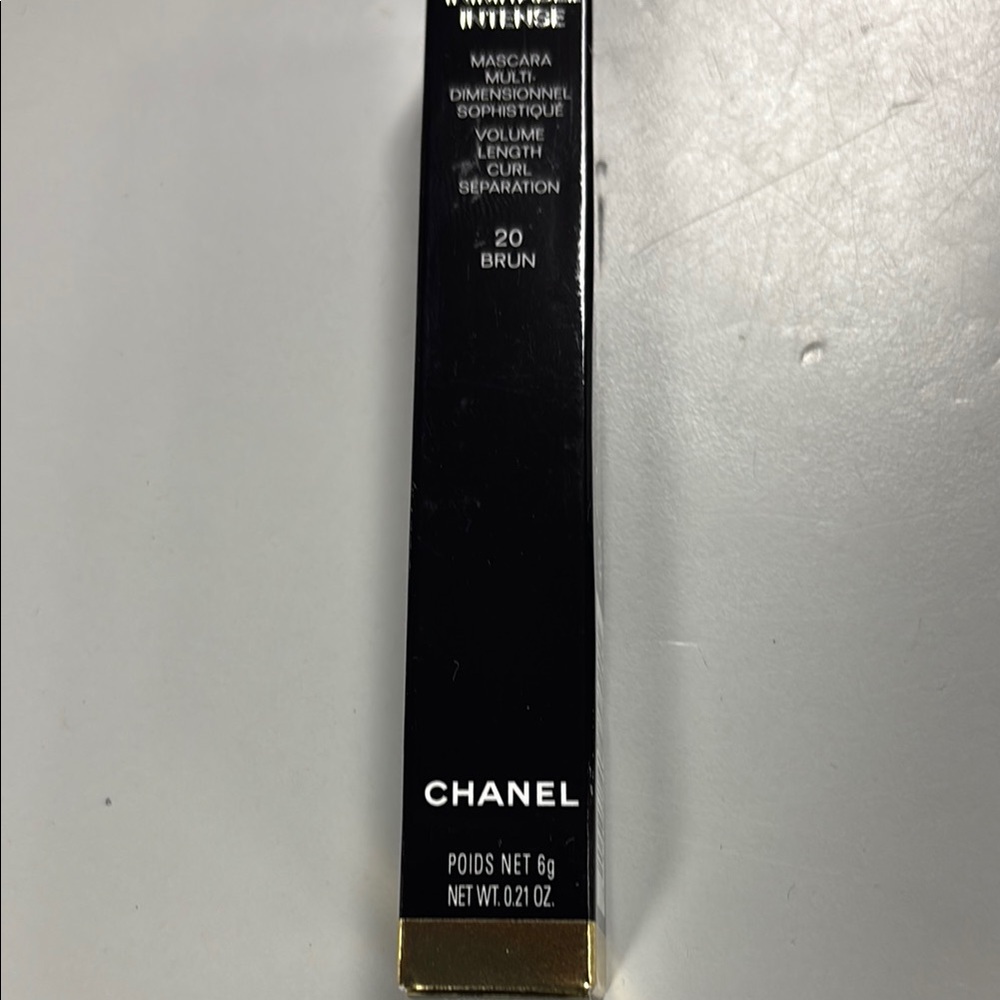 INTENSE
MASCARA
MULTI-
DIMENSIONNEL
SOPHISTIQUÉ
VOLUME
LENGTH
CURL
SEPARATION
20
BRUN
CHANEL
POIDS NET 6g
NET WT. 0.21 OZ.